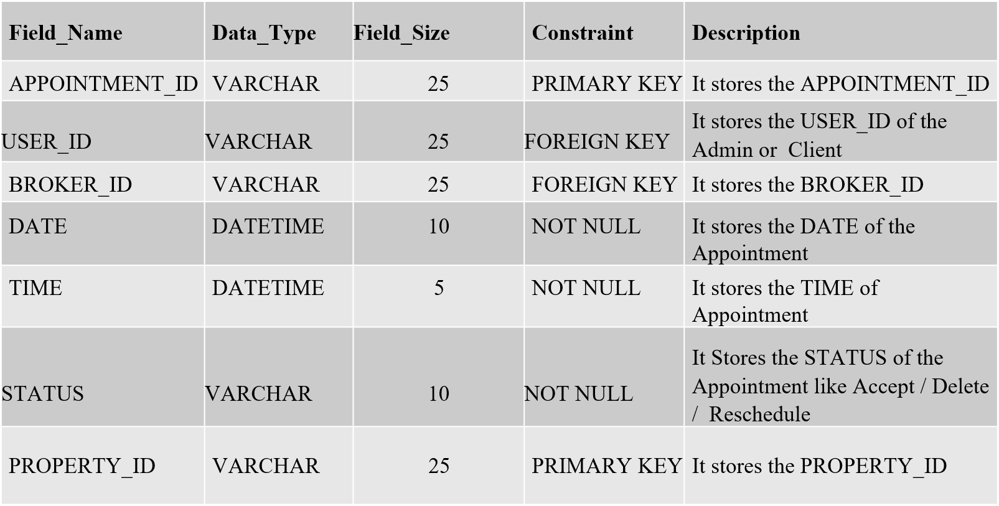 Field_Name Data_Type Field_Size Constraint Description
APPOINTMENT_ID VARCHAR 25 PRIMARY KEY It stores the APPOINTMENT_ID
USER_ID VARCHAR 25 FOREIGN KEY It stores the USER_ID of the
Admin or  Client
BROKER_ID VARCHAR 25 FOREIGN KEY It stores the BROKER_ID
DATE DATETIME 10 NOT NULL It stores the DATE of the
Appointment
TIME DATETIME 5 NOT NULL It stores the TIME of
Appointment
STATUS VARCHAR 10 NOT NULL It Stores the STATUS of the
Appointment like Accept / Delete
/  Reschedule
PROPERTY_ID VARCHAR 25 PRIMARY KEY It stores the PROPERTY_ID